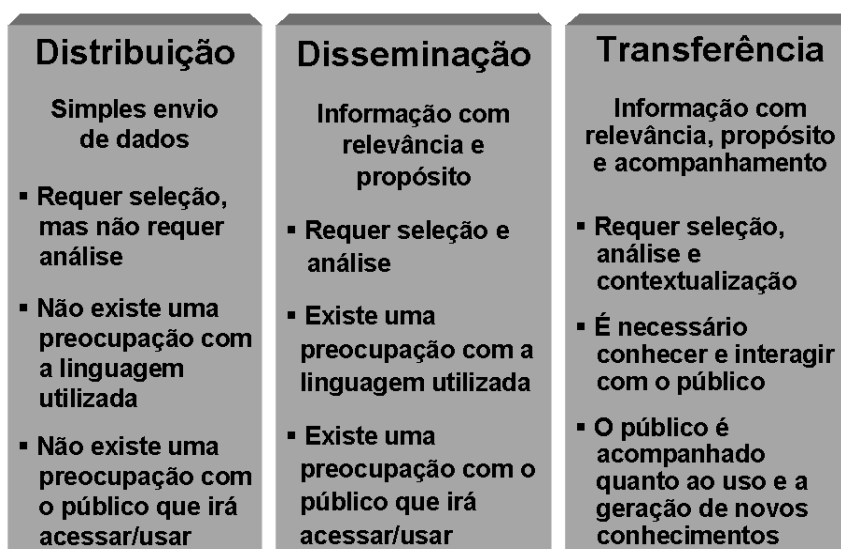 Distribuição
Simples envio
de dados
▪ Requer seleção,
mas não requer
análise
▪ Não existe uma
preocupação com
a linguagem
utilizada
▪ Não existe uma
preocupação com
o público que irá
acessar/usar
Disseminação
Informação com
relevância e
propósito
▪ Requer seleção e
análise
▪ Existe uma
preocupação com a
linguagem utilizada
▪ Existe uma
preocupação com o
público que irá
acessar/usar
Transferência
Informação com
relevância, propósito
e acompanhamento
▪ Requer seleção,
análise e
contextualização
▪ É necessário
conhecer e interagir
com o público
▪ O público é
acompanhado
quanto ao uso e a
geração de novos
conhecimentos